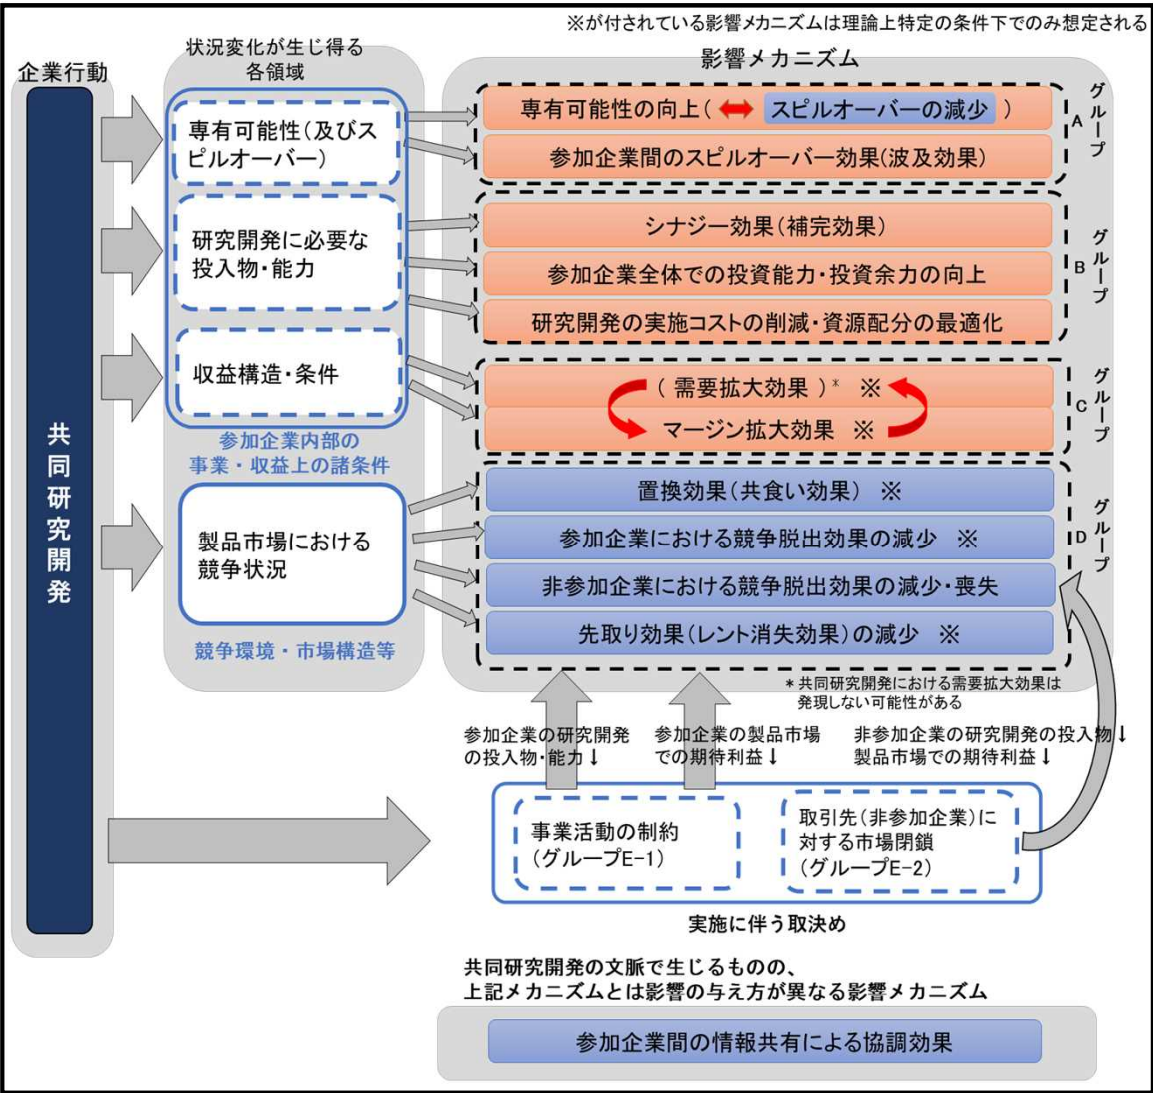 ※が付されている影響メカニズムは理論上特定の条件下でのみ想定される
企業行動
共同研究開発
状況変化が生じ得る
各領域
専有可能性(及びス
ピルオーバー)
研究開発に必要な
投入物・能力
収益構造・条件
参加企業内部の
事業・収益上の諸条件
製品市場における
競争状況
競争環境・市場構造等
影響メカニズム
専有可能性の向上( スピルオーバーの減少 )
参加企業間のスピルオーバー効果(波及効果)
グループA
シナジー効果(補完効果)
参加企業全体での投資能力・投資余力の向上
研究開発の実施コストの削減・資源配分の最適化
グループB
(需要拡大効果)* ※
マージン拡大効果 ※
グループC
置換効果(共食い効果) ※
参加企業における競争脱出効果の減少 ※
非参加企業における競争脱出効果の減少・喪失
先取り効果(レント消失効果)の減少 ※
グループD
*共同研究開発における需要拡大効果は
発現しない可能性がある
参加企業の研究開発
の投入物・能力↓
参加企業の製品市場
での期待利益↓
非参加企業の研究開発の投入物↓
製品市場での期待利益↓
事業活動の制約
(グループE-1)
取引先(非参加企業)に
対する市場閉鎖
(グループE-2)
実施に伴う取決め
共同研究開発の文脈で生じるものの、
上記メカニズムとは影響の与え方が異なる影響メカニズム
参加企業間の情報共有による協調効果